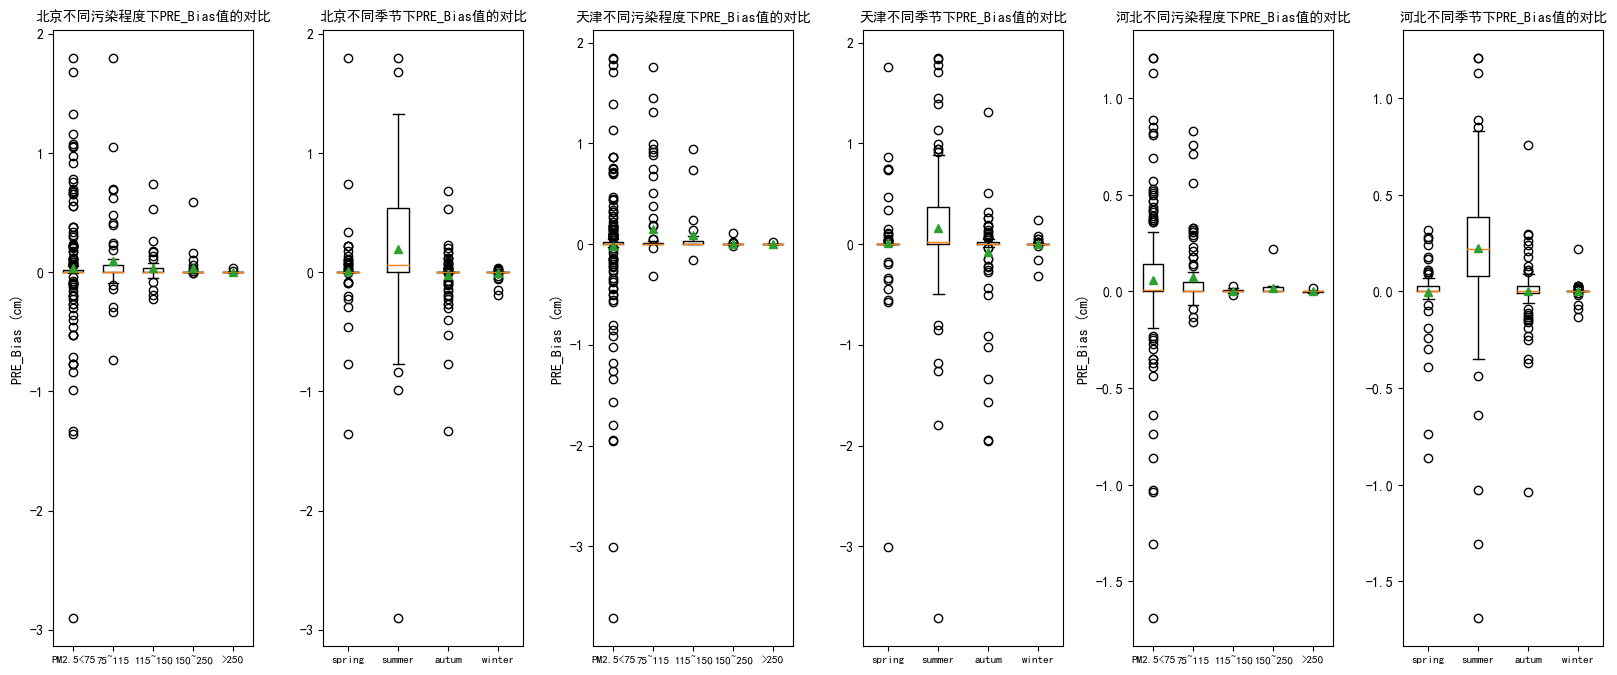 北京不同污染程度下PRE_Bias值的对比
PRE_Bias (cm)
2
1
0
−1
−2
−3
PM2.5<75 75~115 115~150 150~250 >250
北京不同季节下PRE_Bias值的对比
2
1
0
−1
−2
−3
spring summer autum winter
天津不同污染程度下PRE_Bias值的对比
PRE_Bias (cm)
2
1
0
−1
−2
−3
PM2.5<75 75~115 115~150 150~250 >250
天津不同季节下PRE_Bias值的对比
2
1
0
−1
−2
−3
spring summer autum winter
河北不同污染程度下PRE_Bias值的对比
PRE_Bias (cm)
1.0
0.5
0.0
−0.5
−1.0
−1.5
PM2.5<75 75~115 115~150 150~250 >250
河北不同季节下PRE_Bias值的对比
1.0
0.5
0.0
−0.5
−1.0
−1.5
spring summer autum winter